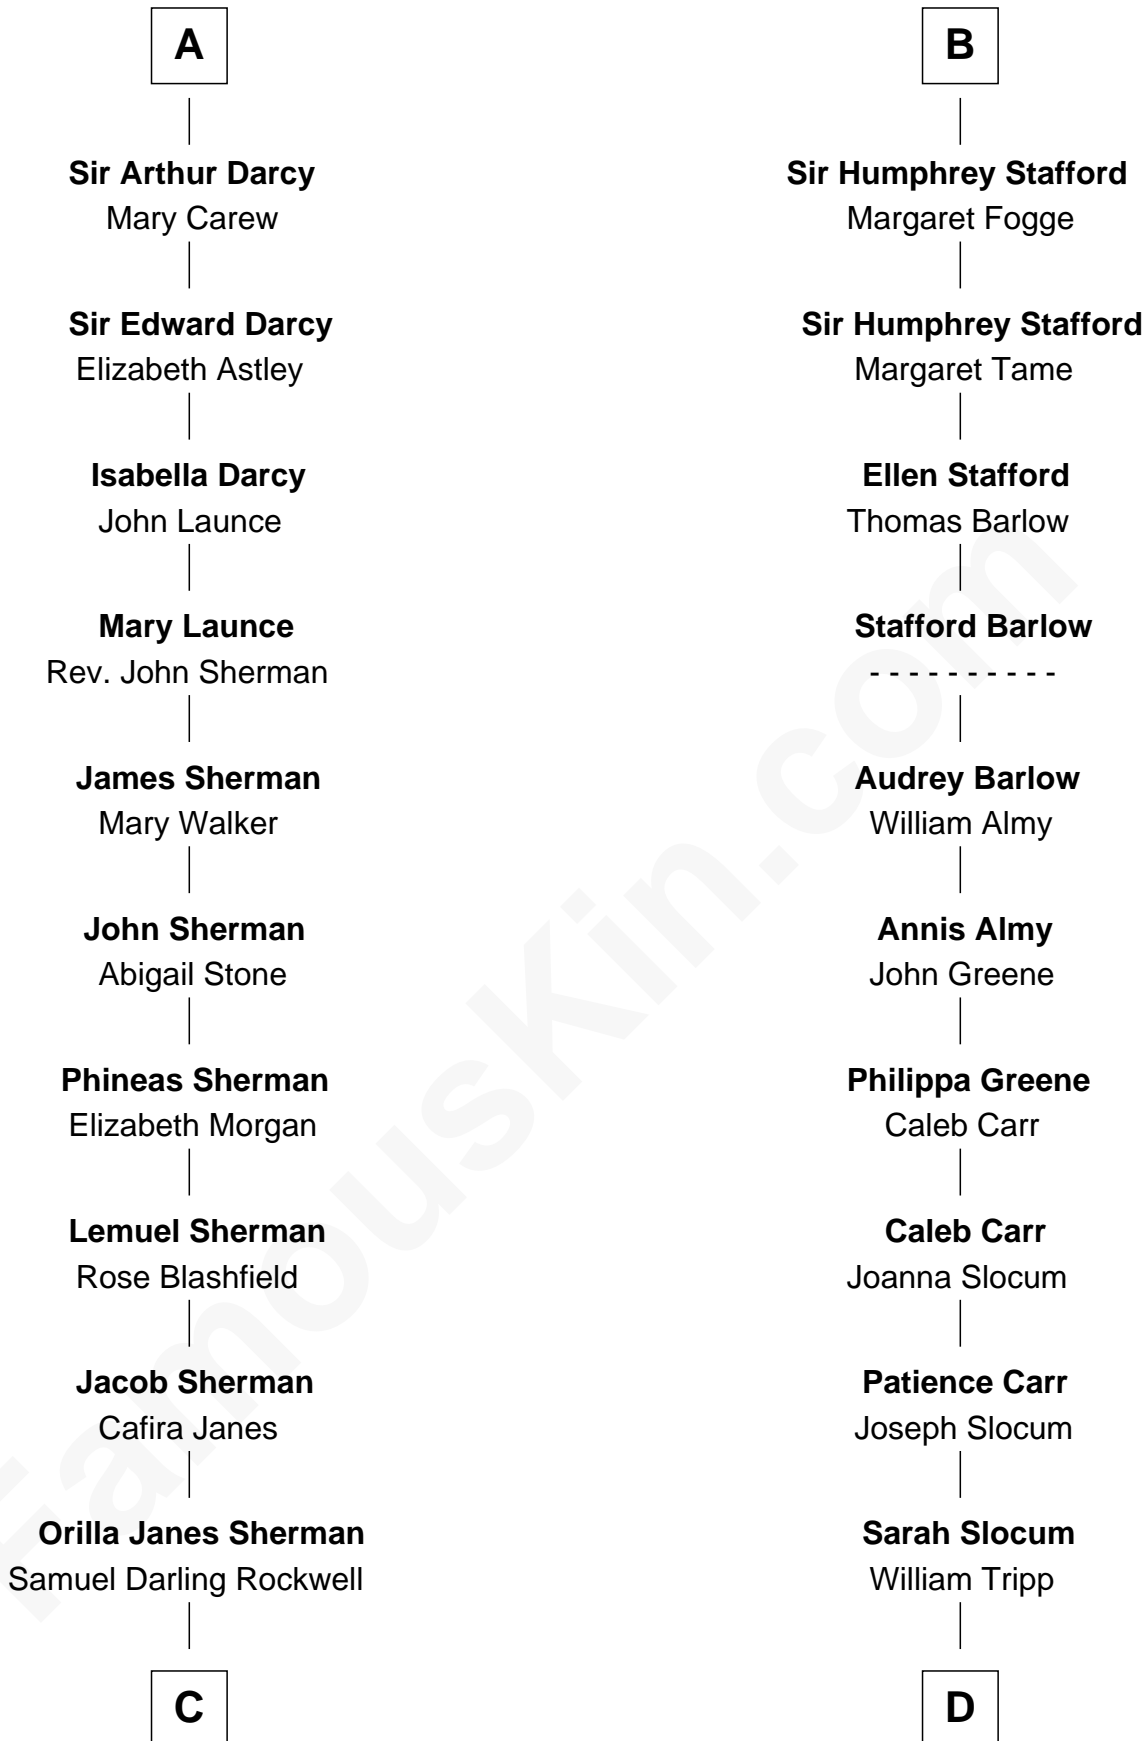 A
Sir Arthur Darcy
Mary Carew
Sir Edward Darcy
Elizabeth Astley
Isabella Darcy
John Launce
Mary Launce
Rev. John Sherman
James Sherman
Mary Walker
John Sherman
Abigail Stone
Phineas Sherman
Elizabeth Morgan
Lemuel Sherman
Rose Blashfield
Jacob Sherman
Cafira Janes
Orilla Janes Sherman
Samuel Darling Rockwell
C
B
Sir Humphrey Stafford
Margaret Fogge
Sir Humphrey Stafford
Margaret Tame
Ellen Stafford
Thomas Barlow
Stafford Barlow
- - - - - - - - - -
Audrey Barlow
William Almy
Annis Almy
John Greene
Philippa Greene
Caleb Carr
Caleb Carr
Joanna Slocum
Patience Carr
Joseph Slocum
Sarah Slocum
William Tripp
D
FamousKin.com